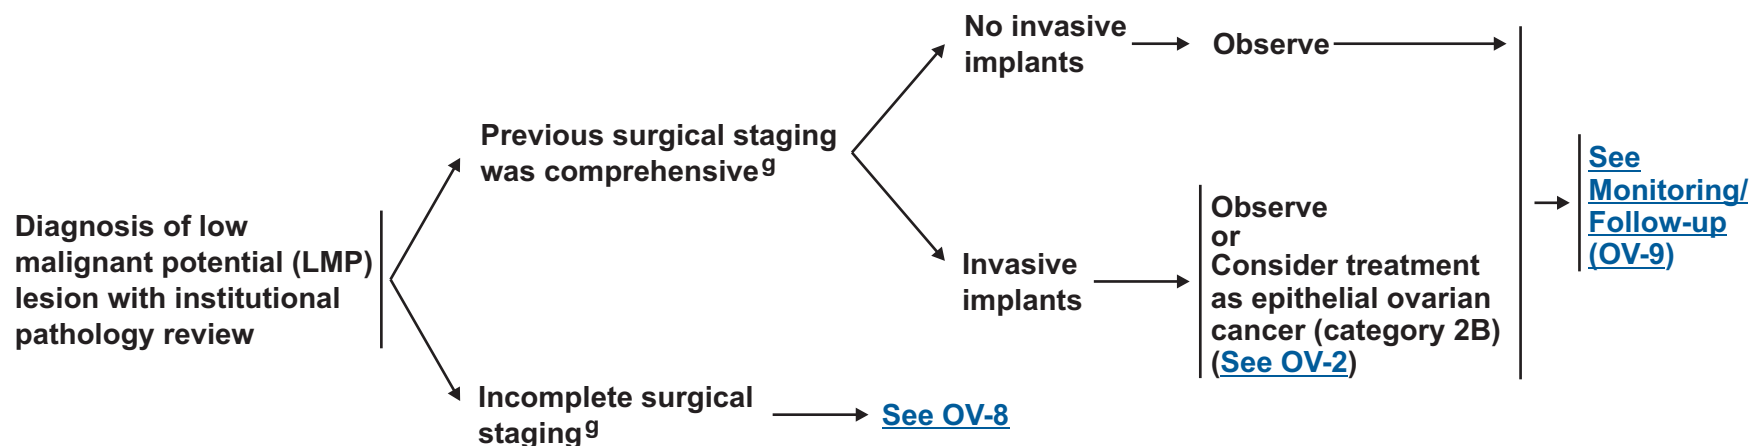 Diagnosis of low
malignant potential (LMP)
lesion with institutional
pathology review
Previous surgical staging
was comprehensiveg
No invasive
implants
Observe
Invasive
implants
Observe
or
Consider treatment
as epithelial ovarian
cancer (category 2B)
(See OV-2)
See
Monitoring/
Follow-up
(OV-9)
Incomplete surgical
stagingg
See OV-8